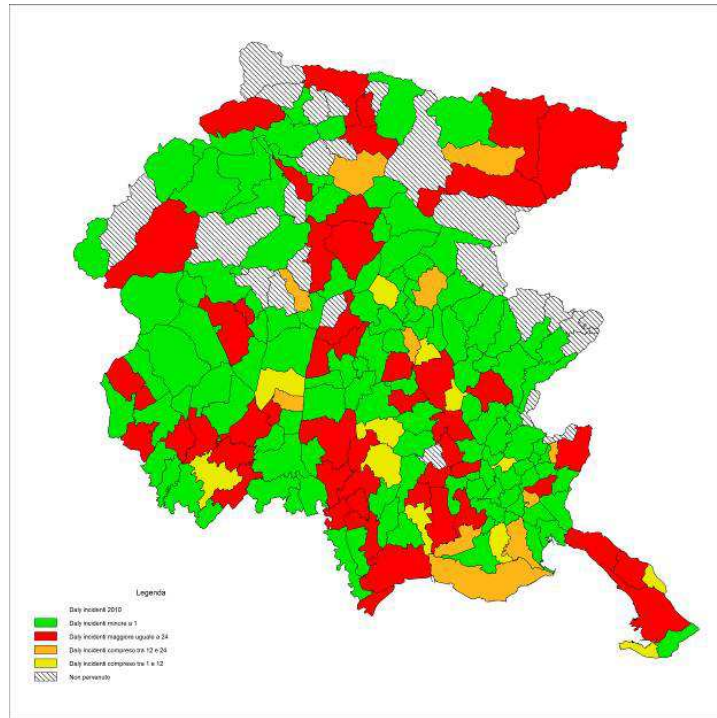 Legenda
Daly incidenti 2010
Daly incidenti minore a 1
Daly incidenti maggiore uguale a 24
Daly incidenti compreso tra 12 e 24
Daly incidenti compreso tra 1 e 12
Non pervenuto